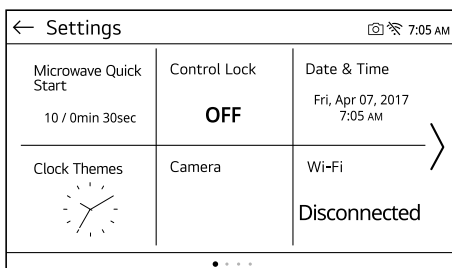 Settings
7:05 AM
Microwave Quick
Start
10 / 0min 30sec
Control Lock
OFF
Date & Time
Fri, Apr 07, 2017
7:05 AM
Clock Themes
Camera
Wi-Fi
Disconnected